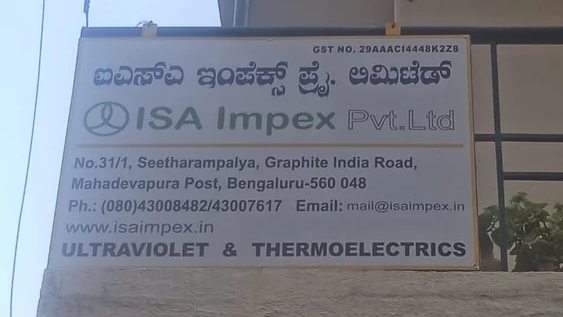 GST NO. 29AAACI4448K2Z8
ಐಎಸ್ಎ ಇಂಪೆಕ್ಸ್ ಪ್ರೈ. ಲಿಮಿಟೆಡ್
ISA Impex Pvt.Ltd
No.31/1, Seetharampalya, Graphite India Road,
Mahadevapura Post, Bengaluru-560 048
Ph.: (080)43008482/43007617 Email: mail@isaimpex.in
www.isaimpex.in
ULTRAVIOLET & THERMOELECTRICS